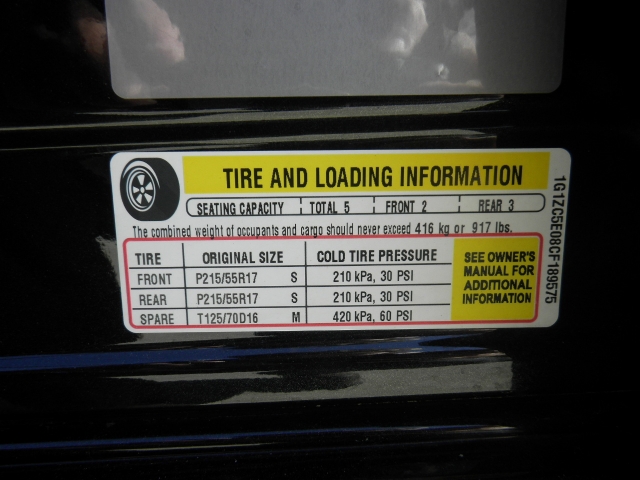 TIRE AND LOADING INFORMATION
SEATING CAPACITY TOTAL 5 FRONT 2 REAR 3
The combined weight of occupants and cargo should never exceed 416 kg or 917 lbs.
TIRE ORIGINAL SIZE COLD TIRE PRESSURE
FRONT P215/55R17 S 210 kPa, 30 PSI
REAR P215/55R17 S 210 kPa, 30 PSI
SPARE T125/70D16 M 420 kPa, 60 PSI
SEE OWNER'S
MANUAL FOR
ADDITIONAL
INFORMATION
1G1ZC5E08CF189575